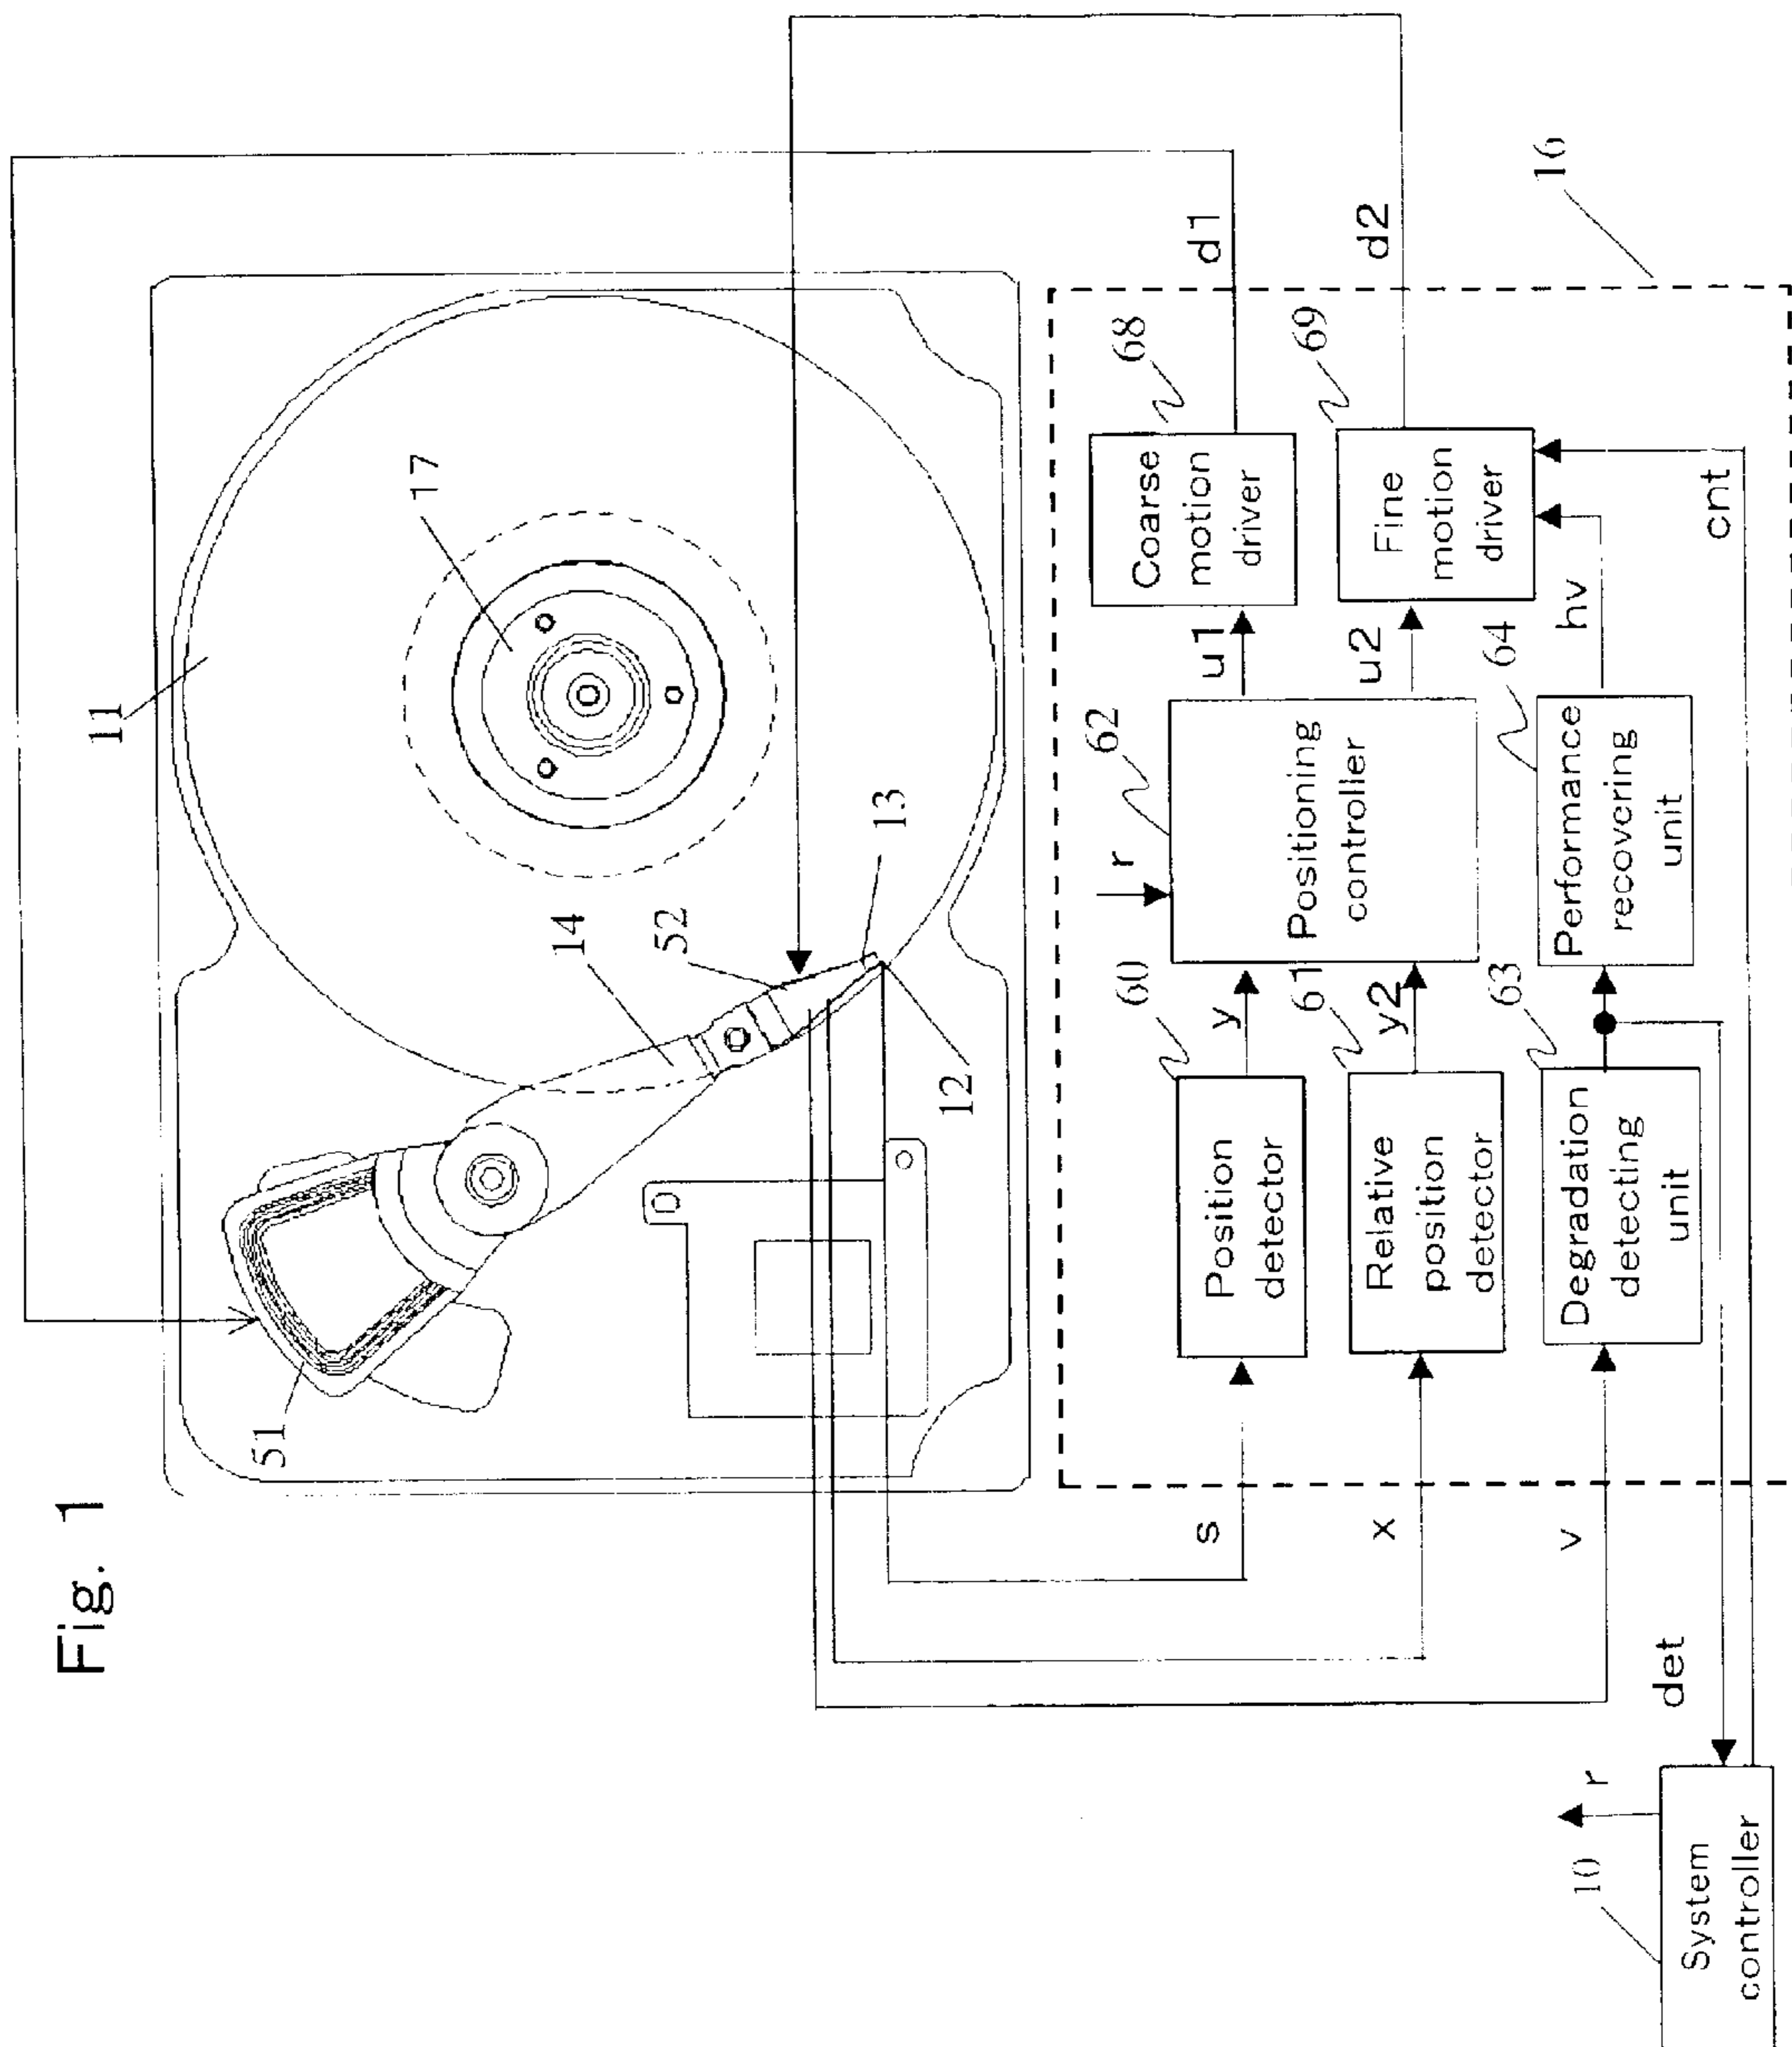 Fig. 1
51
14
52
11
17
13
12
s
x
v
60
Position
detector
y
61
Relative
position
detector
y2
63
Degradation
detecting
unit
r
62
Positioning
controller
u1
u2
64
Performance
recovering
unit
hv
68
Coarse
motion
driver
69
Fine
motion
driver
d1
d2
16
cnt
det
r
10
System
controller